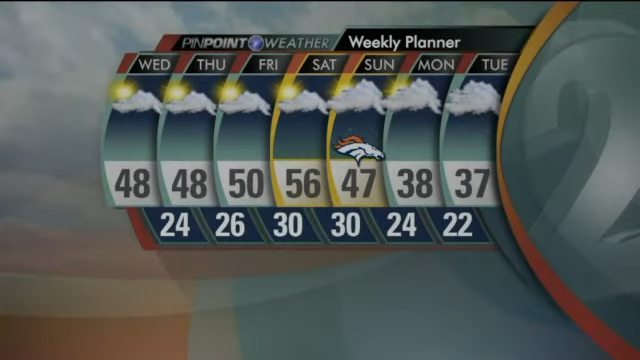 PINPOINT WEATHER Weekly Planner
WED THU FRI SAT SUN MON TUE
48 48 50 56 47 38 37
24 26 30 30 24 22
2